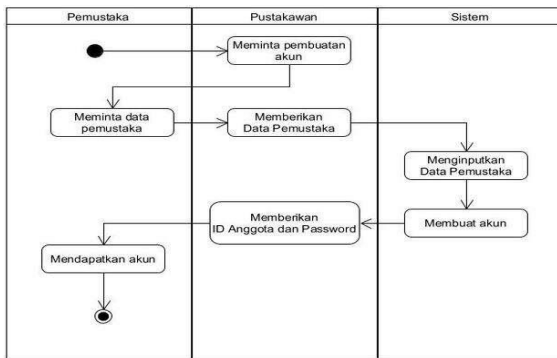 Pemustaka
Pustakawan
Sistem
Meminta pembuatan
akun
Meminta data
pemustaka
Memberikan
Data Pemustaka
Menginputkan
Data Pemustaka
Memberikan
ID Anggota dan Password
Membuat akun
Mendapatkan akun